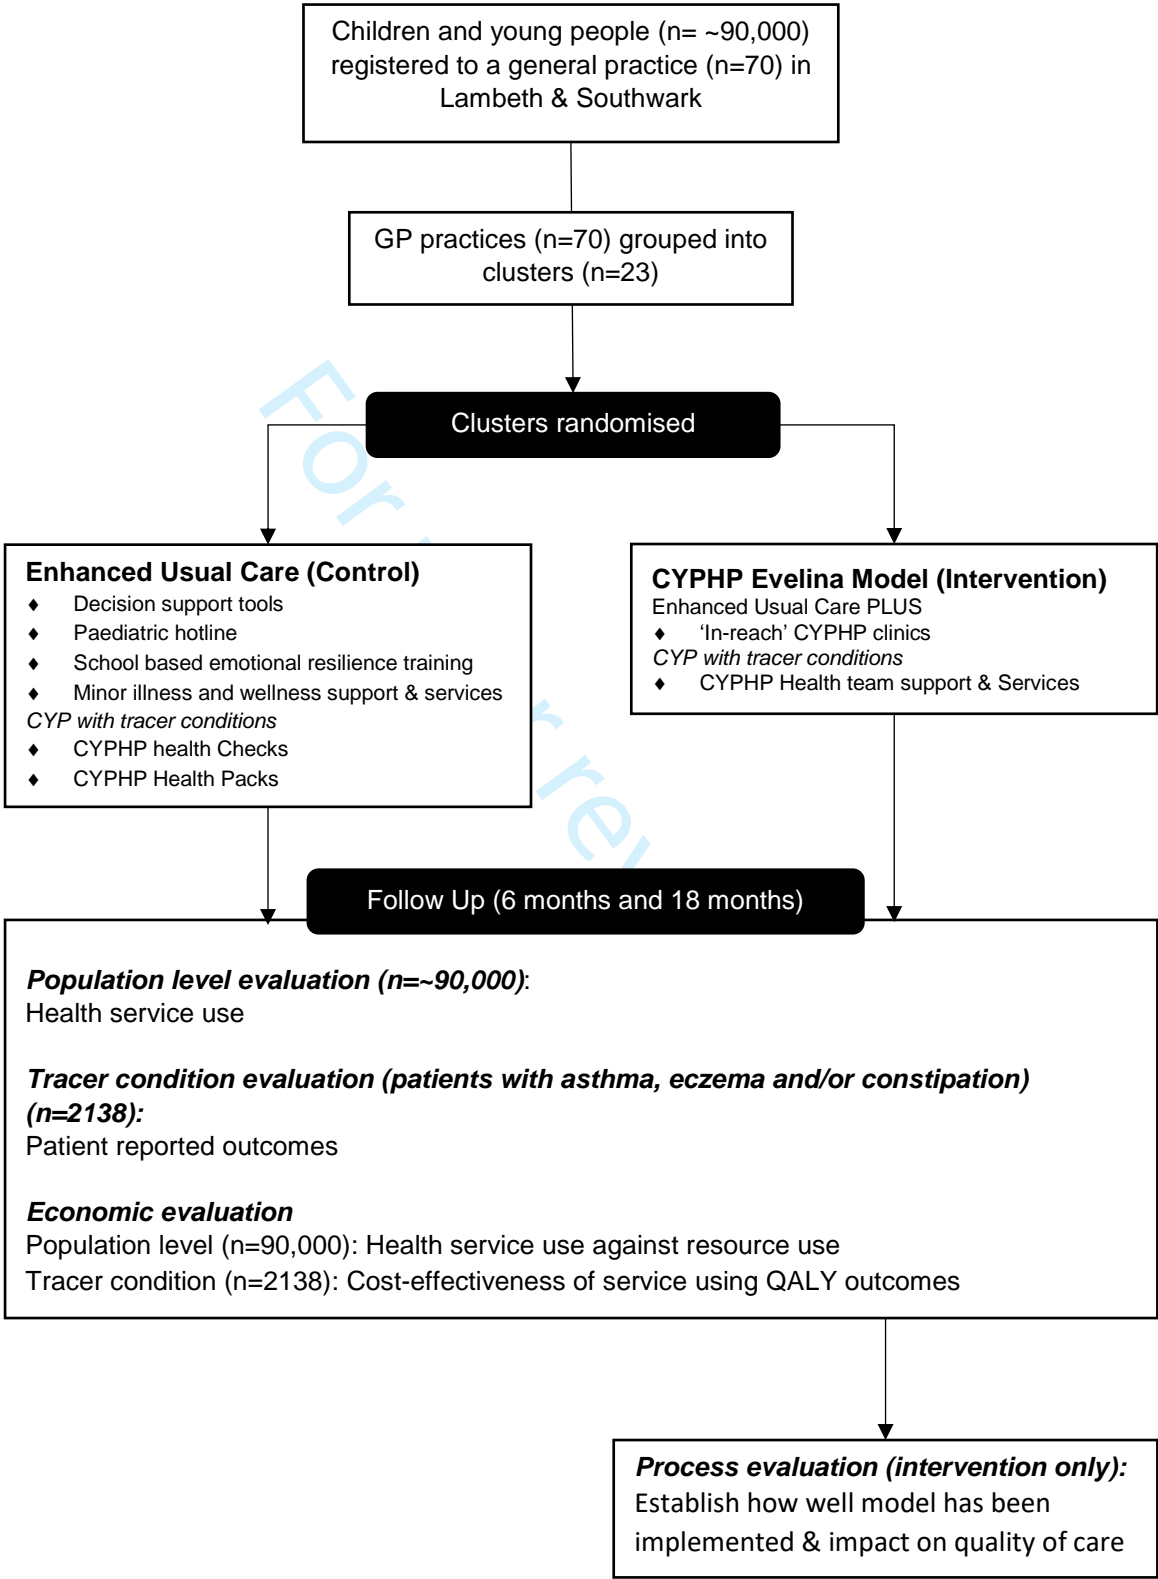 Children and young people (n= ~90,000)
registered to a general practice (n=70) in
Lambeth & Southwark
GP practices (n=70) grouped into
clusters (n=23)
Clusters randomised
Enhanced Usual Care (Control)
♦ Decision support tools
♦ Paediatric hotline
♦ School based emotional resilience training
♦ Minor illness and wellness support & services
CYP with tracer conditions
♦ CYPHP health Checks
♦ CYPHP Health Packs
CYPHP Evelina Model (Intervention)
Enhanced Usual Care PLUS
♦ ‘In-reach’ CYPHP clinics
CYP with tracer conditions
♦ CYPHP Health team support & Services
Follow Up (6 months and 18 months)
Population level evaluation (n=~90,000):
Health service use
Tracer condition evaluation (patients with asthma, eczema and/or constipation)
(n=2138):
Patient reported outcomes
Economic evaluation
Population level (n=90,000): Health service use against resource use
Tracer condition (n=2138): Cost-effectiveness of service using QALY outcomes
Process evaluation (intervention only):
Establish how well model has been
implemented & impact on quality of care
For